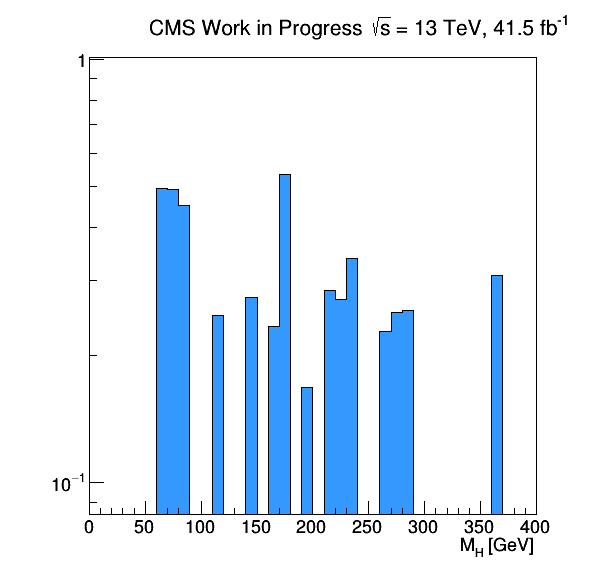 CMS Work in Progress √s = 13 TeV, 41.5 fb⁻¹
1
10⁻¹
0 50 100 150 200 250 300 350 400
M_H [GeV]